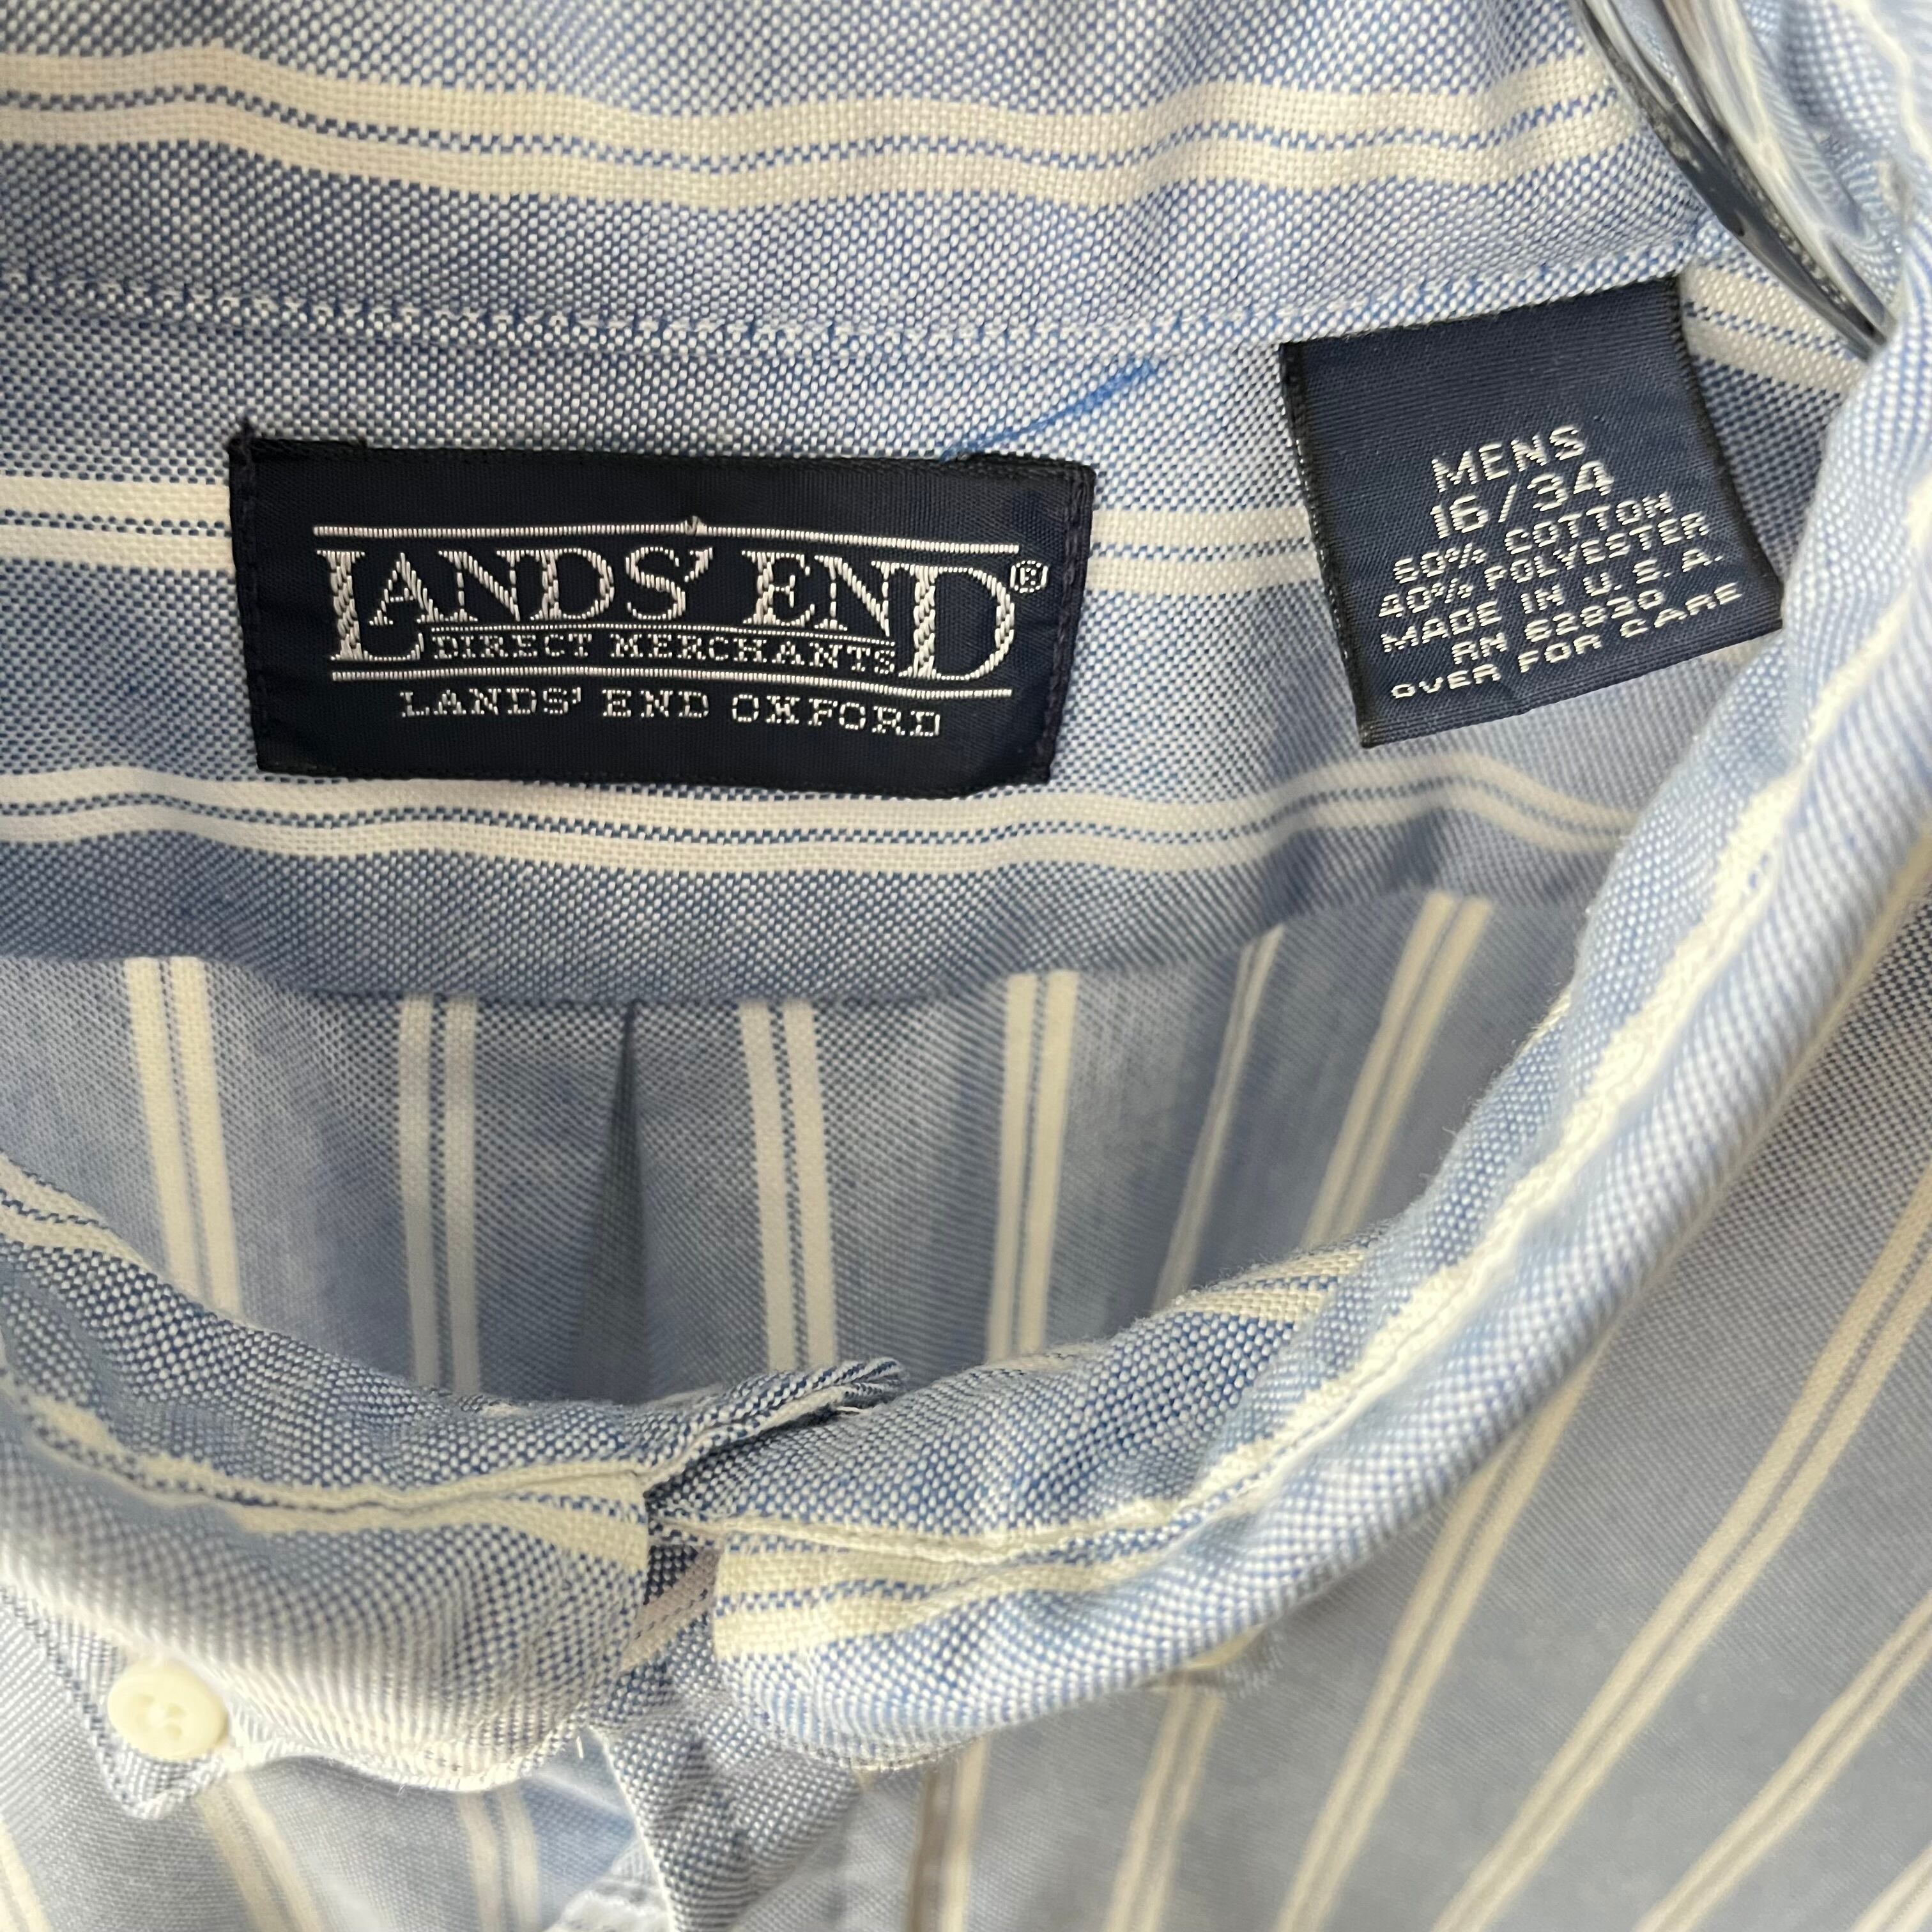 LANDS' END®
DIRECT MERCHANTS
LANDS' END OXFORD
MENS
16/34
60% COTTON
40% POLYESTER
MADE IN U.S.A.
RN 62830
OVER FOR CARE